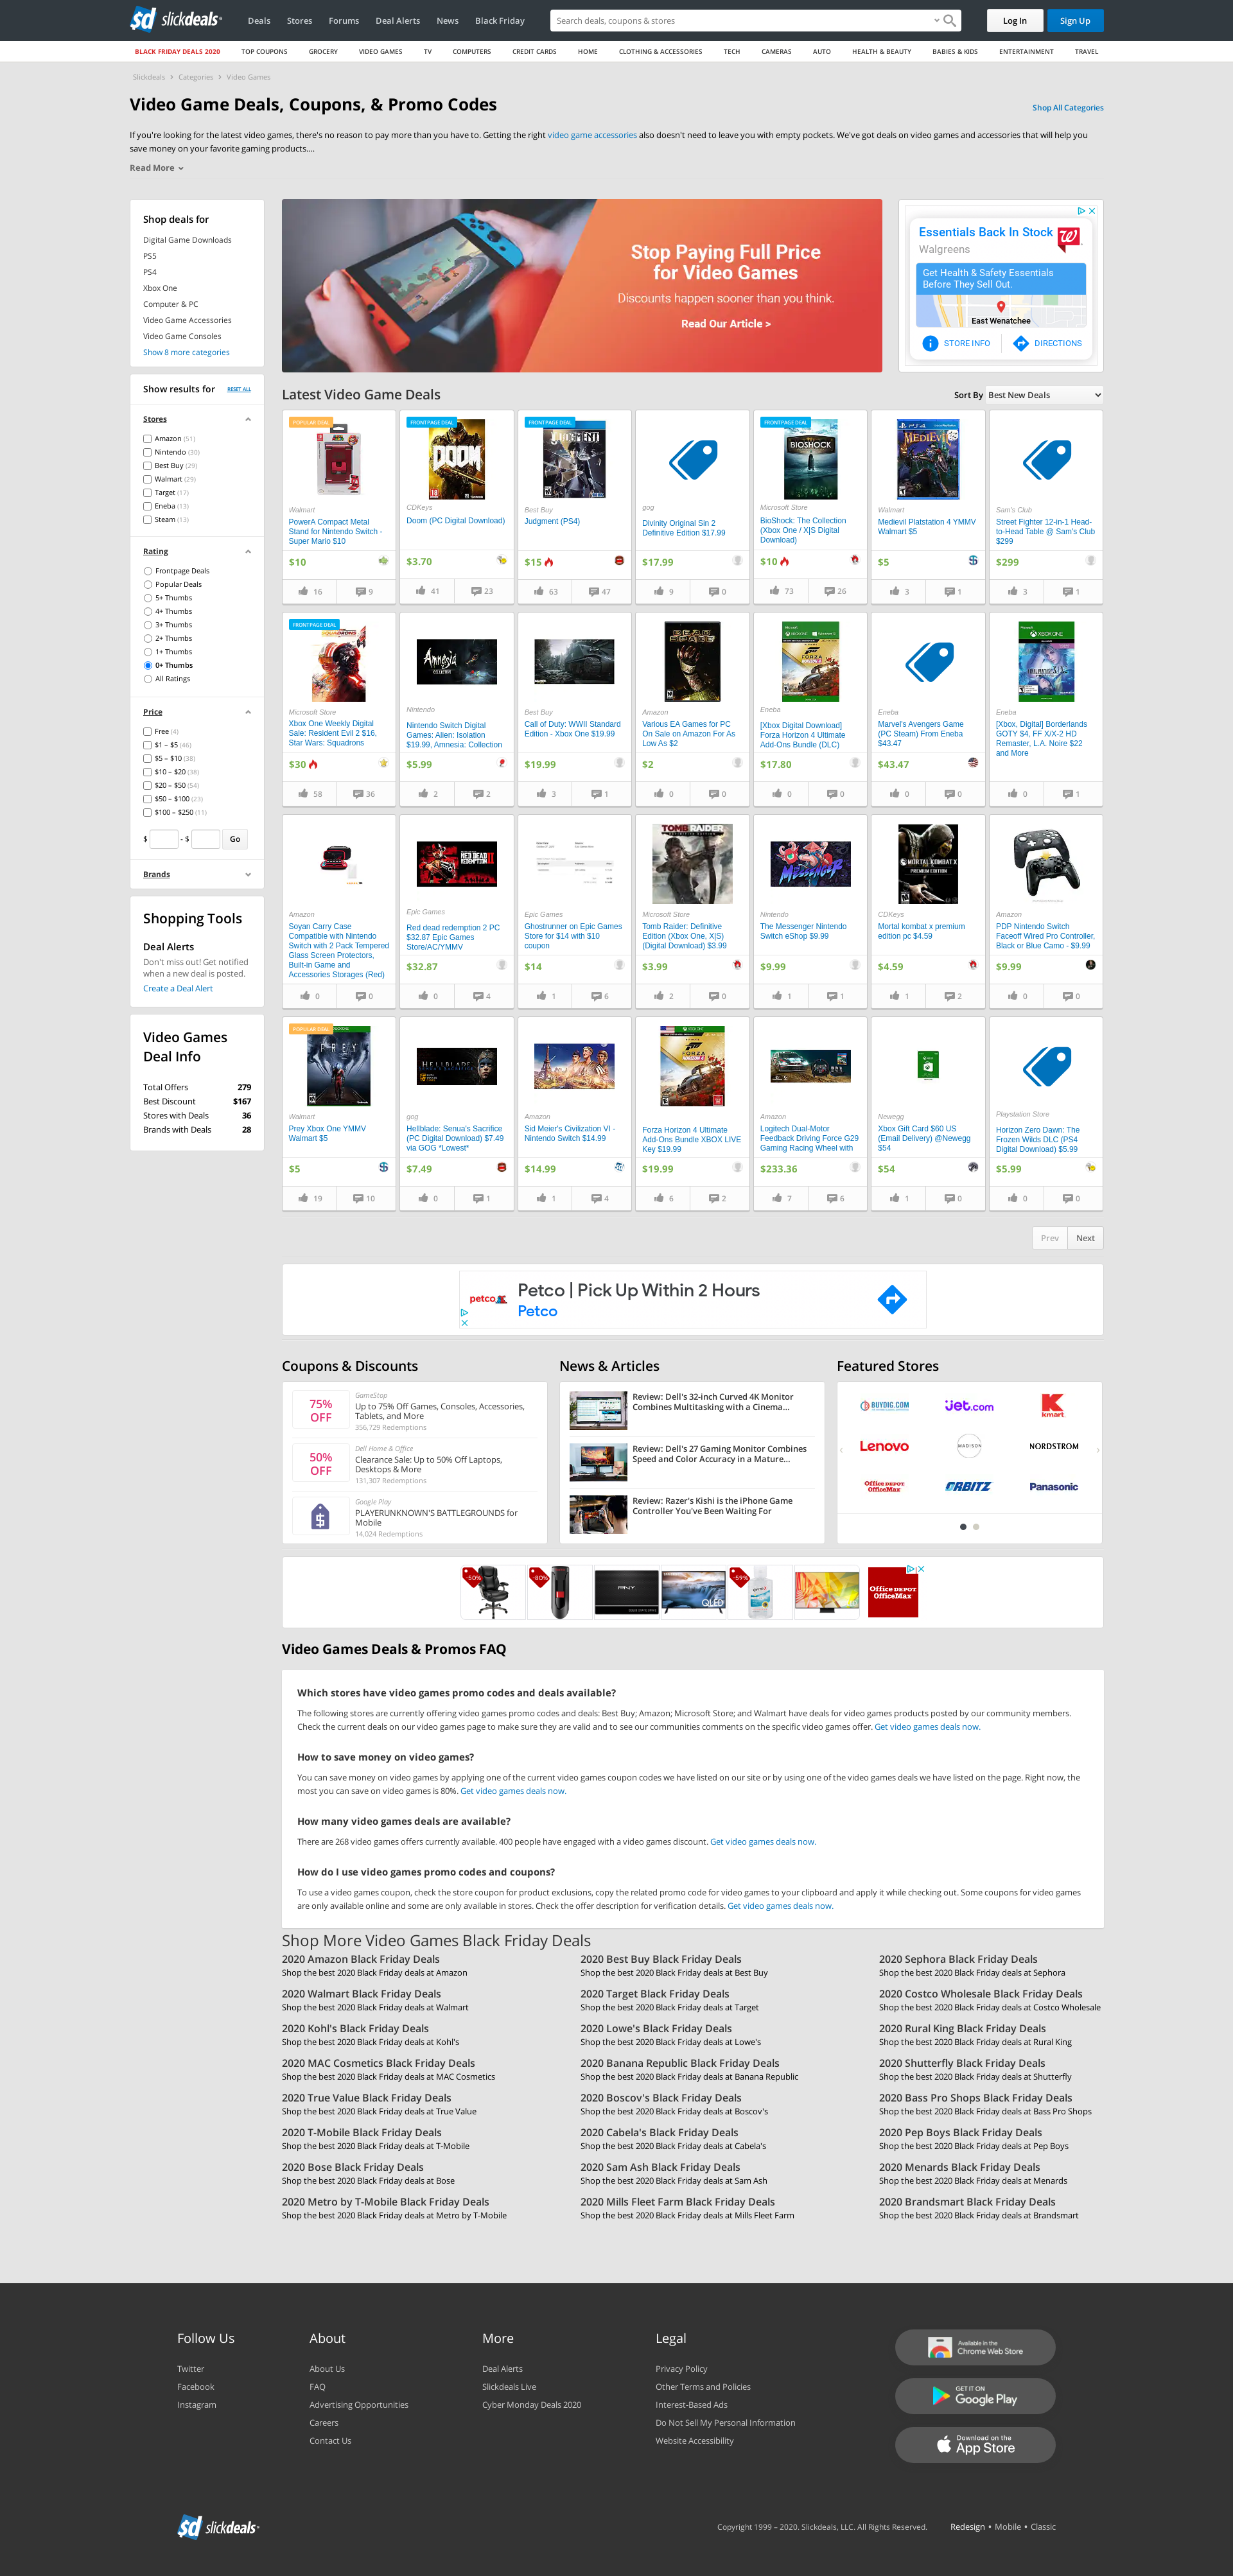 slickdeals
Deals
Stores
Forums
Deal Alerts
News
Black Friday
Search deals, coupons & stores
Log In
Sign Up
BLACK FRIDAY DEALS 2020
TOP COUPONS
GROCERY
VIDEO GAMES
TV
COMPUTERS
CREDIT CARDS
HOME
CLOTHING & ACCESSORIES
TECH
CAMERAS
AUTO
HEALTH & BEAUTY
BABIES & KIDS
ENTERTAINMENT
TRAVEL
Slickdeals > Categories > Video Games
Video Game Deals, Coupons, & Promo Codes
Shop All Categories
If you're looking for the latest video games, there's no reason to pay more than you have to. Getting the right video game accessories also doesn't need to leave you with empty pockets. We've got deals on video games and accessories that will help you
save money on your favorite gaming products....
Read More
Shop deals for
Digital Game Downloads
PS5
PS4
Xbox One
Computer & PC
Video Game Accessories
Video Game Consoles
Show 8 more categories
Show results for
RESET ALL
Stores
Amazon (51)
Nintendo (30)
Best Buy (29)
Walmart (29)
Target (17)
Eneba (13)
Steam (13)
Rating
Frontpage Deals
Popular Deals
5+ Thumbs
4+ Thumbs
3+ Thumbs
2+ Thumbs
1+ Thumbs
0+ Thumbs
All Ratings
Price
Free (4)
$1 – $5 (46)
$5 – $10 (38)
$10 – $20 (38)
$20 – $50 (54)
$50 – $100 (23)
$100 – $250 (11)
$ - $ Go
Brands
Shopping Tools
Deal Alerts
Don't miss out! Get notified
when a new deal is posted.
Create a Deal Alert
Video Games
Deal Info
Total Offers 279
Best Discount $167
Stores with Deals 36
Brands with Deals 28
Stop Paying Full Price
for Video Games
Discounts happen sooner than you think.
Read Our Article >
Essentials Back In Stock
Walgreens
Get Health & Safety Essentials
Before They Sell Out.
East Wenatchee
STORE INFO
DIRECTIONS
Latest Video Game Deals
Sort By Best New Deals
POPULAR DEAL
Walmart
PowerA Compact Metal
Stand for Nintendo Switch -
Super Mario $10
$10
16
9
FRONTPAGE DEAL
DOOM
CDKeys
Doom (PC Digital Download)
$3.70
41
23
FRONTPAGE DEAL
JUDGMENT
Best Buy
Judgment (PS4)
$15
63
47
gog
Divinity Original Sin 2
Definitive Edition $17.99
$17.99
9
0
FRONTPAGE DEAL
BIOSHOCK
Microsoft Store
BioShock: The Collection
(Xbox One / X|S Digital
Download)
$10
73
26
MEDIEVIL
Walmart
Medievil Platstation 4 YMMV
Walmart $5
$5
3
1
Sam's Club
Street Fighter 12-in-1 Head-
to-Head Table @ Sam's Club
$299
$299
3
1
FRONTPAGE DEAL
SQUADRONS
Microsoft Store
Xbox One Weekly Digital
Sale: Resident Evil 2 $16,
Star Wars: Squadrons
$30
58
36
Amnesia
COLLECTION
Nintendo
Nintendo Switch Digital
Games: Alien: Isolation
$19.99, Amnesia: Collection
$5.99
2
2
Best Buy
Call of Duty: WWII Standard
Edition - Xbox One $19.99
$19.99
3
1
DEAD SPACE
Amazon
Various EA Games for PC
On Sale on Amazon For As
Low As $2
$2
0
0
FORZA
HORIZON 4
Eneba
[Xbox Digital Download]
Forza Horizon 4 Ultimate
Add-Ons Bundle (DLC)
$17.80
0
0
Eneba
Marvel's Avengers Game
(PC Steam) From Eneba
$43.47
$43.47
0
0
XBOX ONE
Eneba
[Xbox, Digital] Borderlands
GOTY $4, FF X/X-2 HD
Remaster, L.A. Noire $22
and More
0
1
Amazon
Soyan Carry Case
Compatible with Nintendo
Switch with 2 Pack Tempered
Glass Screen Protectors,
Built-in Game and
Accessories Storages (Red)
0
0
RED DEAD
REDEMPTION II
Epic Games
Red dead redemption 2 PC
$32.87 Epic Games
Store/AC/YMMV
$32.87
0
4
Epic Games
Ghostrunner on Epic Games
Store for $14 with $10
coupon
$14
1
6
TOMB RAIDER
Microsoft Store
Tomb Raider: Definitive
Edition (Xbox One, X|S)
(Digital Download) $3.99
$3.99
2
0
MESSENGER
Nintendo
The Messenger Nintendo
Switch eShop $9.99
$9.99
1
1
MORTAL KOMBAT X
PREMIUM EDITION
CDKeys
Mortal kombat x premium
edition pc $4.59
$4.59
1
2
Amazon
PDP Nintendo Switch
Faceoff Wired Pro Controller,
Black or Blue Camo - $9.99
$9.99
0
0
POPULAR DEAL
PREY
Walmart
Prey Xbox One YMMV
Walmart $5
$5
19
10
HELLBLADE
gog
Hellblade: Senua's Sacrifice
(PC Digital Download) $7.49
via GOG *Lowest*
$7.49
0
1
Amazon
Sid Meier's Civilization VI -
Nintendo Switch $14.99
$14.99
1
4
FORZA
HORIZON 4
Forza Horizon 4 Ultimate
Add-Ons Bundle XBOX LIVE
Key $19.99
$19.99
6
2
Amazon
Logitech Dual-Motor
Feedback Driving Force G29
Gaming Racing Wheel with
$233.36
7
6
Newegg
Xbox Gift Card $60 US
(Email Delivery) @Newegg
$54
$54
1
0
Playstation Store
Horizon Zero Dawn: The
Frozen Wilds DLC (PS4
Digital Download) $5.99
$5.99
0
0
Prev
Next
petco
Petco | Pick Up Within 2 Hours
Petco
Coupons & Discounts
75%
OFF
GameStop
Up to 75% Off Games, Consoles, Accessories,
Tablets, and More
356,729 Redemptions
50%
OFF
Dell Home & Office
Clearance Sale: Up to 50% Off Laptops,
Desktops & More
131,307 Redemptions
Google Play
PLAYERUNKNOWN'S BATTLEGROUNDS for
Mobile
14,024 Redemptions
News & Articles
Review: Dell's 32-inch Curved 4K Monitor
Combines Multitasking with a Cinema...
Review: Dell's 27 Gaming Monitor Combines
Speed and Color Accuracy in a Mature...
Review: Razer's Kishi is the iPhone Game
Controller You've Been Waiting For
Featured Stores
BUYDIG.COM
jet.com
kmart
Lenovo
MADISON
NORDSTROM
Office DEPOT
OfficeMax
ORBITZ
Panasonic
-50%
-80%
PNY
QLED
-59%
Office DEPOT
OfficeMax
Video Games Deals & Promos FAQ
Which stores have video games promo codes and deals available?
The following stores are currently offering video games promo codes and deals: Best Buy; Amazon; Microsoft Store; and Walmart have deals for video games products posted by our community members.
Check the current deals on our video games page to make sure they are valid and to see our communities comments on the specific video games offer. Get video games deals now.
How to save money on video games?
You can save money on video games by applying one of the current video games coupon codes we have listed on our site or by using one of the video games deals we have listed on the page. Right now, the
most you can save on video games is 80%. Get video games deals now.
How many video games deals are available?
There are 268 video games offers currently available. 400 people have engaged with a video games discount. Get video games deals now.
How do I use video games promo codes and coupons?
To use a video games coupon, check the store coupon for product exclusions, copy the related promo code for video games to your clipboard and apply it while checking out. Some coupons for video games
are only available online and some are only available in stores. Check the offer description for verification details. Get video games deals now.
Shop More Video Games Black Friday Deals
2020 Amazon Black Friday Deals
Shop the best 2020 Black Friday deals at Amazon
2020 Best Buy Black Friday Deals
Shop the best 2020 Black Friday deals at Best Buy
2020 Sephora Black Friday Deals
Shop the best 2020 Black Friday deals at Sephora
2020 Walmart Black Friday Deals
Shop the best 2020 Black Friday deals at Walmart
2020 Target Black Friday Deals
Shop the best 2020 Black Friday deals at Target
2020 Costco Wholesale Black Friday Deals
Shop the best 2020 Black Friday deals at Costco Wholesale
2020 Kohl's Black Friday Deals
Shop the best 2020 Black Friday deals at Kohl's
2020 Lowe's Black Friday Deals
Shop the best 2020 Black Friday deals at Lowe's
2020 Rural King Black Friday Deals
Shop the best 2020 Black Friday deals at Rural King
2020 MAC Cosmetics Black Friday Deals
Shop the best 2020 Black Friday deals at MAC Cosmetics
2020 Banana Republic Black Friday Deals
Shop the best 2020 Black Friday deals at Banana Republic
2020 Shutterfly Black Friday Deals
Shop the best 2020 Black Friday deals at Shutterfly
2020 True Value Black Friday Deals
Shop the best 2020 Black Friday deals at True Value
2020 Boscov's Black Friday Deals
Shop the best 2020 Black Friday deals at Boscov's
2020 Bass Pro Shops Black Friday Deals
Shop the best 2020 Black Friday deals at Bass Pro Shops
2020 T-Mobile Black Friday Deals
Shop the best 2020 Black Friday deals at T-Mobile
2020 Cabela's Black Friday Deals
Shop the best 2020 Black Friday deals at Cabela's
2020 Pep Boys Black Friday Deals
Shop the best 2020 Black Friday deals at Pep Boys
2020 Bose Black Friday Deals
Shop the best 2020 Black Friday deals at Bose
2020 Sam Ash Black Friday Deals
Shop the best 2020 Black Friday deals at Sam Ash
2020 Menards Black Friday Deals
Shop the best 2020 Black Friday deals at Menards
2020 Metro by T-Mobile Black Friday Deals
Shop the best 2020 Black Friday deals at Metro by T-Mobile
2020 Mills Fleet Farm Black Friday Deals
Shop the best 2020 Black Friday deals at Mills Fleet Farm
2020 Brandsmart Black Friday Deals
Shop the best 2020 Black Friday deals at Brandsmart
Follow Us
Twitter
Facebook
Instagram
About
About Us
FAQ
Advertising Opportunities
Careers
Contact Us
More
Deal Alerts
Slickdeals Live
Cyber Monday Deals 2020
Legal
Privacy Policy
Other Terms and Policies
Interest-Based Ads
Do Not Sell My Personal Information
Website Accessibility
Available in the
Chrome Web Store
GET IT ON
Google Play
Download on the
App Store
slickdeals
Copyright 1999 – 2020. Slickdeals, LLC. All Rights Reserved.
Redesign • Mobile • Classic